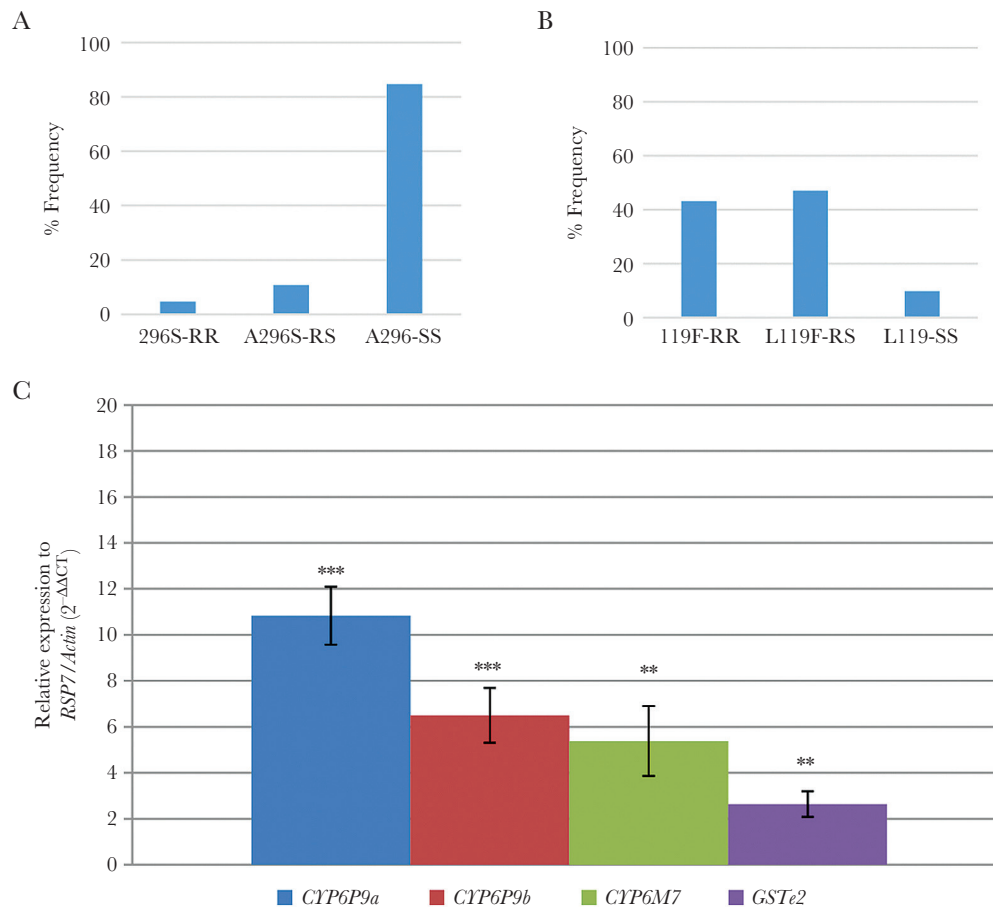 A
% Frequency
100
80
60
40
20
0
296S-RR A296S-RS A296-SS
B
% Frequency
100
80
60
40
20
0
119F-RR L119F-RS L119-SS
C
Relative expression to
RSP7/Actin (2^−ΔΔCT)
20
18
16
14
12
10
8
6
4
2
0
***
***
**
**
CYP6P9a CYP6P9b CYP6M7 GSTe2